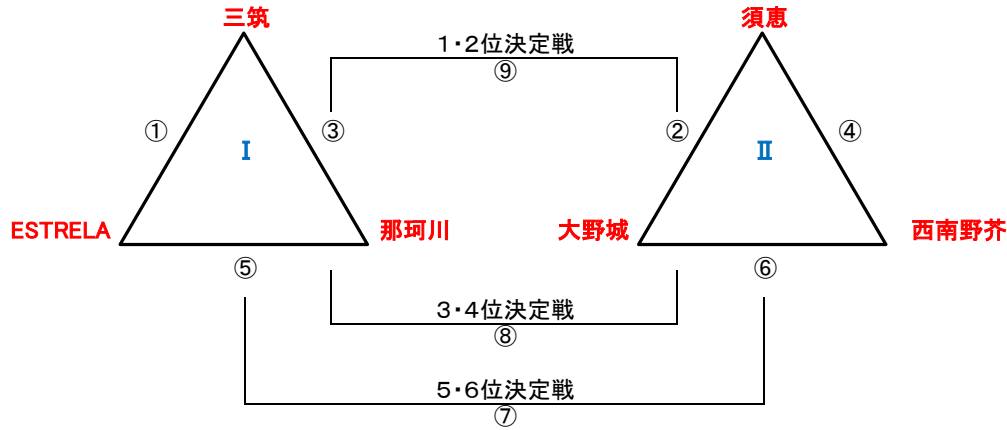 三筑
須恵
1・2位決定戦
⑨
①
③
②
④
Ⅰ
Ⅱ
ESTRELA
那珂川
大野城
西南野芥
⑤
⑥
3・4位決定戦
⑧
5・6位決定戦
⑦